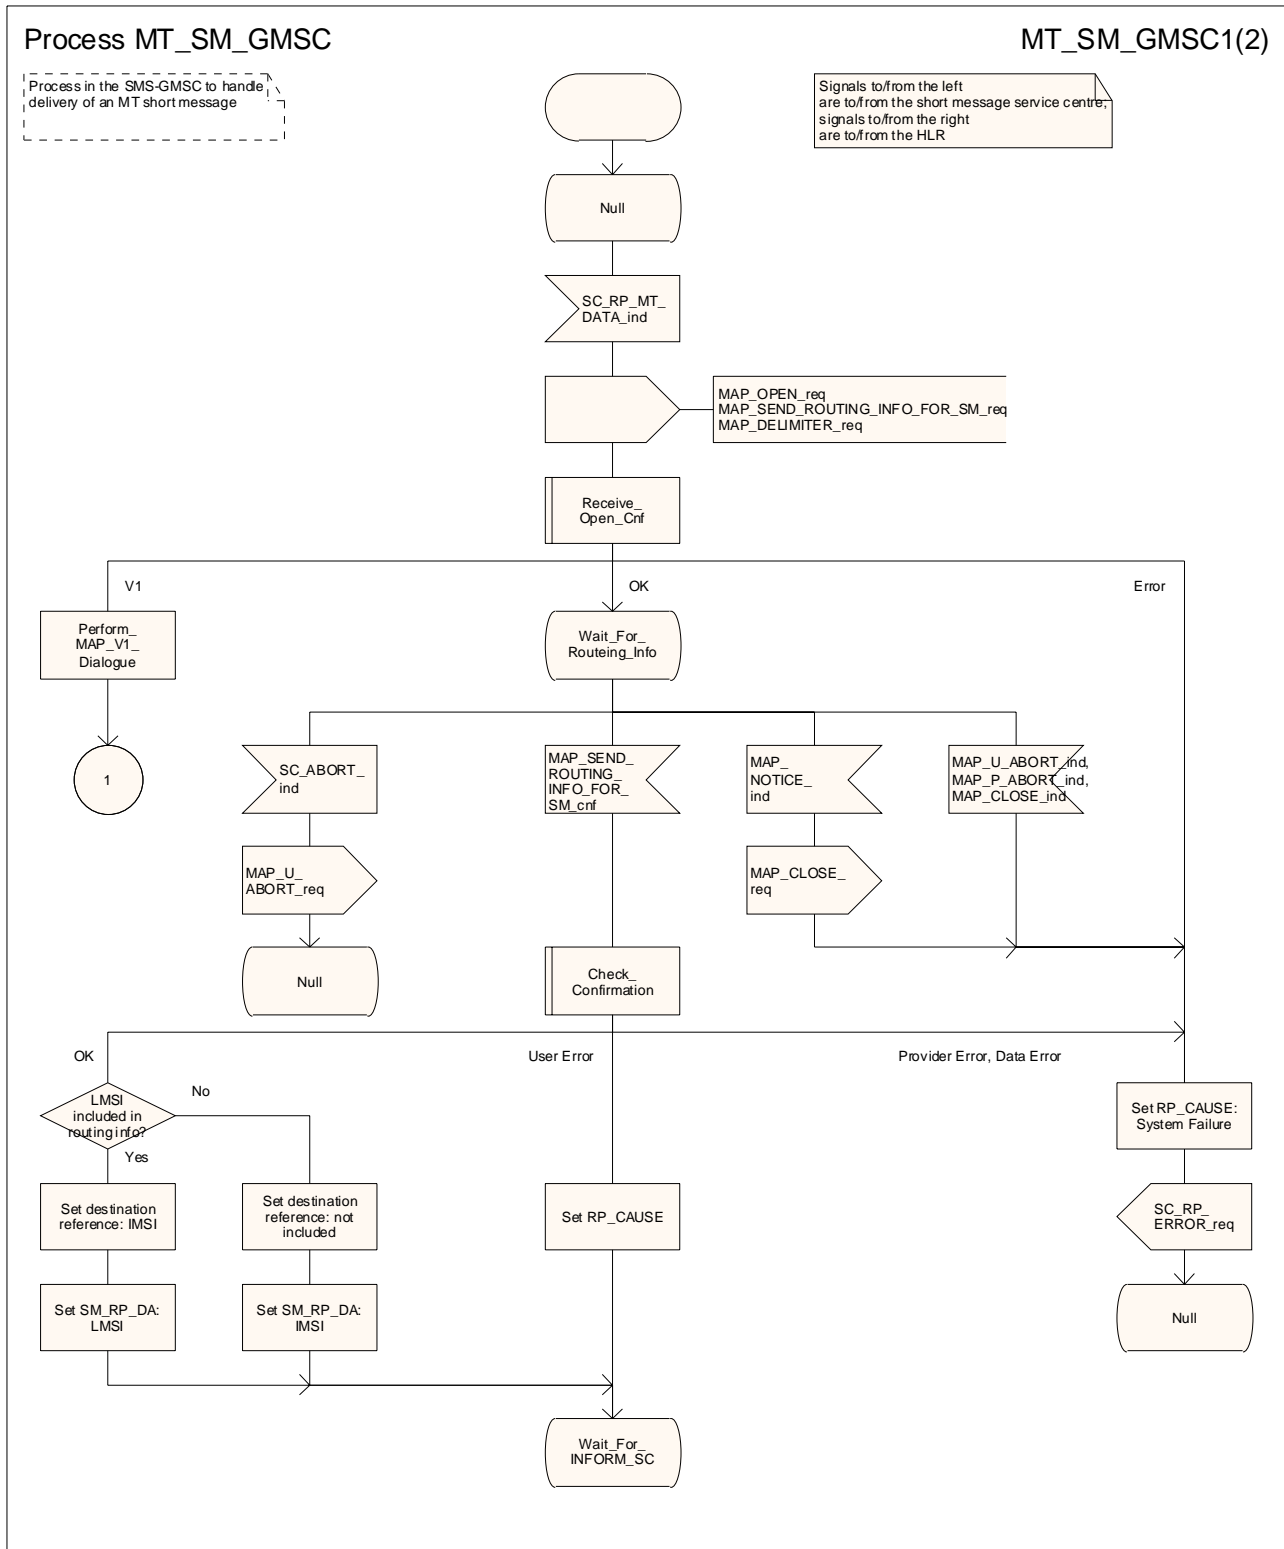 Process MT_SM_GMSC
MT_SM_GMSC1(2)
Process in the SMS-GMSC to handle
delivery of an MT short message
Signals to/from the left
are to/from the short message service centre;
signals to/from the right
are to/from the HLR
Null
SC_RP_MT_
DATA_ind
MAP_OPEN_req
MAP_SEND_ROUTING_INFO_FOR_SM_req
MAP_DELIMITER_req
Receive_
Open_Cnf
V1
OK
Error
Perform_
MAP_V1_
Dialogue
Wait_For_
Routeing_Info
1
SC_ABORT_
ind
MAP_SEND_
ROUTING_
INFO_FOR_
SM_cnf
MAP_
NOTICE_
ind
MAP_U_ABORT_ind,
MAP_P_ABORT_ind,
MAP_CLOSE_ind
MAP_U_
ABORT_req
MAP_CLOSE_
req
Null
Check_
Confirmation
OK
User Error
Provider Error, Data Error
LMSI
included in
routing info?
No
Yes
Set RP_CAUSE:
System Failure
Set destination
reference: IMSI
Set destination
reference: not
included
Set RP_CAUSE
SC_RP_
ERROR_req
Set SM_RP_DA:
LMSI
Set SM_RP_DA:
IMSI
Null
Wait_For_
INFORM_SC